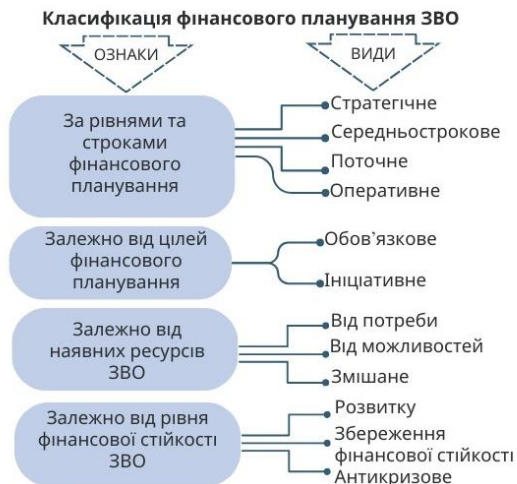 Класифікація фінансового планування ЗВО
ОЗНАКИ
ВИДИ
За рівнями та
строками
фінансового
планування
Стратегічне
Середньострокове
Поточне
Оперативне
Залежно від цілей
фінансового
планування
Обов'язкове
Ініціативне
Залежно від
наявних ресурсів
ЗВО
Від потреби
Від можливостей
Змішане
Залежно від рівня
фінансової стійкості
ЗВО
Розвитку
Збереження
фінансової стійкості
Антикризове